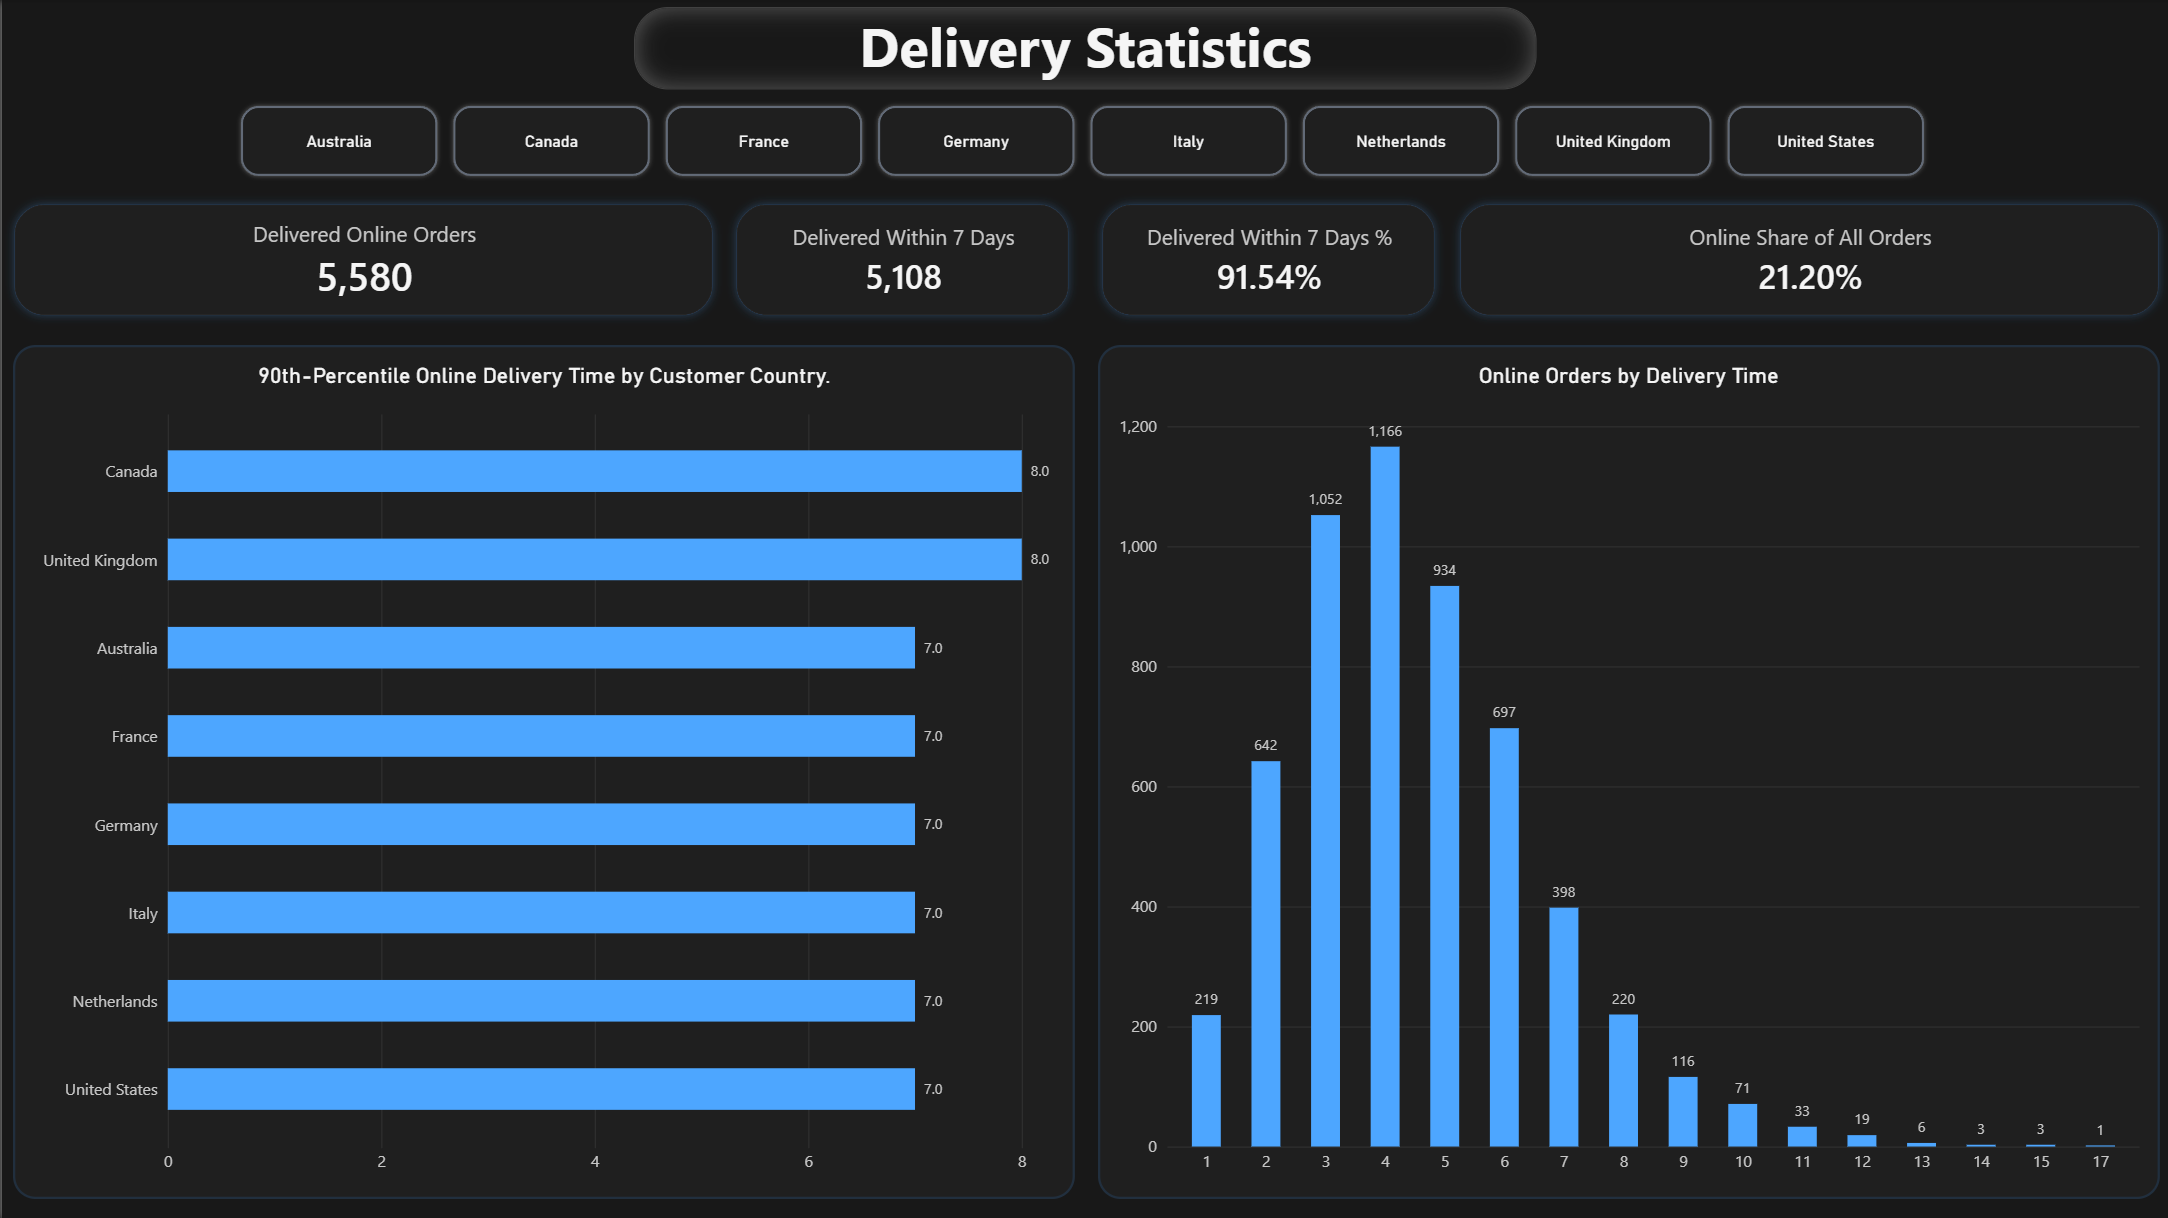 Delivery Statistics
Australia
Canada
France
Germany
Italy
Netherlands
United Kingdom
United States
Delivered Online Orders
5,580
Delivered Within 7 Days
5,108
Delivered Within 7 Days %
91.54%
Online Share of All Orders
21.20%
90th-Percentile Online Delivery Time by Customer Country.
Canada 8.0
United Kingdom 8.0
Australia 7.0
France 7.0
Germany 7.0
Italy 7.0
Netherlands 7.0
United States 7.0
0 2 4 6 8
Online Orders by Delivery Time
1,200
1,000
800
600
400
200
0
219
642
1,052
1,166
934
697
398
220
116
71
33
19
6
3
3
1
1 2 3 4 5 6 7 8 9 10 11 12 13 14 15 17